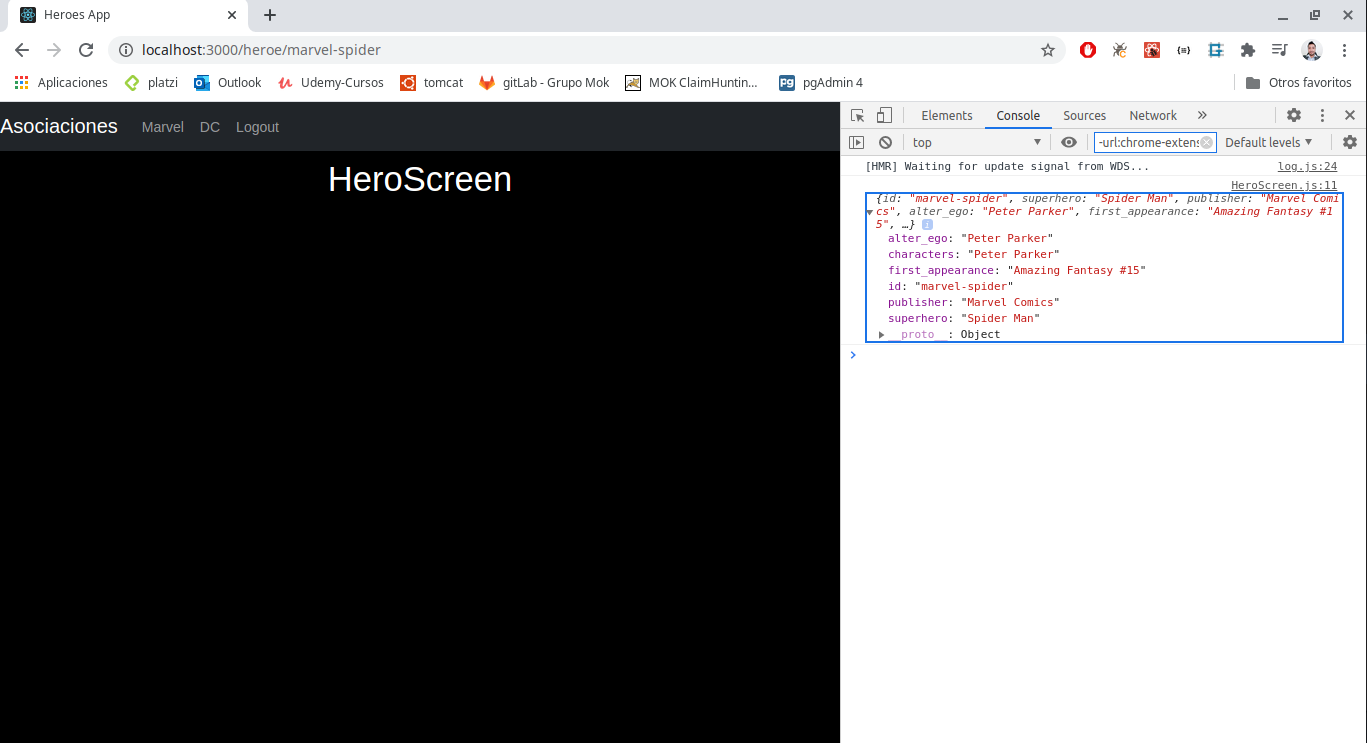 Heroes App
localhost:3000/heroe/marvel-spider
Aplicaciones platzi Outlook Udemy-Cursos tomcat gitLab - Grupo Mok MOK ClaimHuntin... pgAdmin 4 Otros favoritos
Asociaciones Marvel DC Logout
HeroScreen
Elements Console Sources Network
top -url:chrome-extens Default levels
[HMR] Waiting for update signal from WDS... log.js:24
HeroScreen.js:11
{id: "marvel-spider", superhero: "Spider Man", publisher: "Marvel Comi
cs", alter_ego: "Peter Parker", first_appearance: "Amazing Fantasy #1
5", …}
alter_ego: "Peter Parker"
characters: "Peter Parker"
first_appearance: "Amazing Fantasy #15"
id: "marvel-spider"
publisher: "Marvel Comics"
superhero: "Spider Man"
__proto__: Object